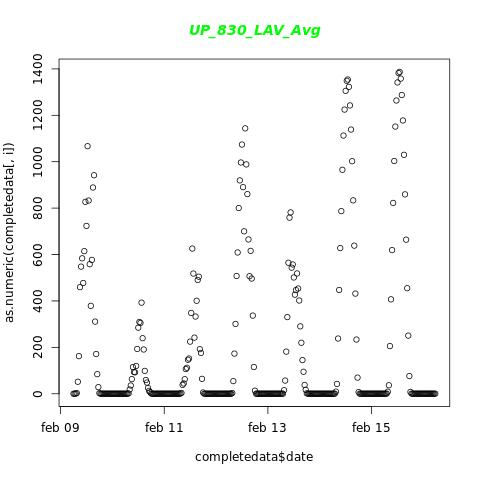 UP_830_LAV_Avg
as.numeric(completedata[, i])
1400
1200
1000
800
600
400
200
0
feb 09
feb 11
feb 13
feb 15
completedata$date